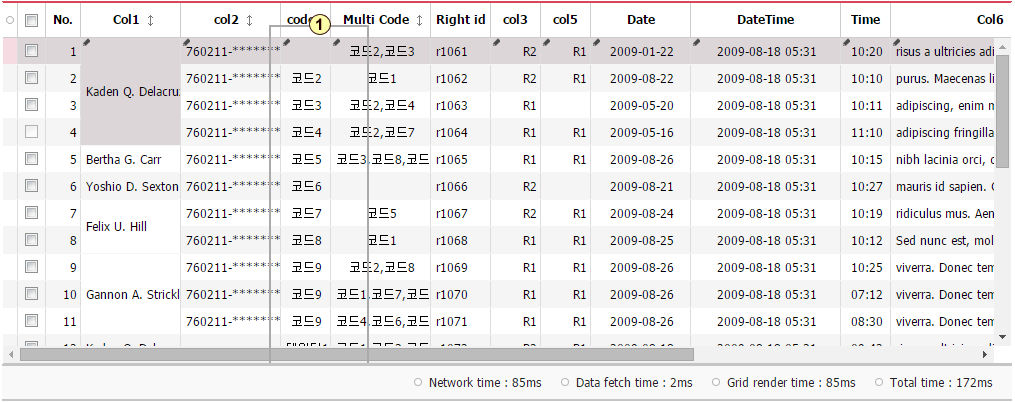 No. Col1 col2 code Multi Code Right id col3 col5 Date DateTime Time Col6
1
1 760211-******* 코드2,코드3 r1061 R2 R1 2009-01-22 2009-08-18 05:31 10:20 risus a ultricies adi
2 Kaden Q. Delacru 760211-******* 코드2 코드1 r1062 R2 R1 2009-08-22 2009-08-18 05:31 10:10 purus. Maecenas li
3 760211-******* 코드3 코드2,코드4 r1063 R1 2009-05-20 2009-08-18 05:31 10:11 adipiscing, enim m
4 760211-******* 코드4 코드2,코드7 r1064 R1 R1 2009-05-16 2009-08-18 05:31 11:10 adipiscing fringilla
5 Bertha G. Carr 760211-******* 코드5 코드3,코드8,코드 r1065 R1 R1 2009-08-26 2009-08-18 05:31 10:15 nibh lacinia orci, c
6 Yoshio D. Sexton 760211-******* 코드6 r1066 R2 2009-08-21 2009-08-18 05:31 10:27 mauris id sapien. C
7 Felix U. Hill 760211-******* 코드7 코드5 r1067 R2 R1 2009-08-24 2009-08-18 05:31 10:19 ridiculus mus. Aen
8 760211-******* 코드8 코드1 r1068 R1 R1 2009-08-25 2009-08-18 05:31 10:12 Sed nunc est, mol
9 760211-******* 코드9 코드2,코드8 r1069 R1 R1 2009-08-26 2009-08-18 05:31 10:25 viverra. Donec tem
10 Gannon A. Strickl 760211-******* 코드9 코드1,코드7,코드 r1070 R1 R1 2009-08-26 2009-08-18 05:31 07:12 viverra. Donec tem
11 760211-******* 코드9 코드4,코드6,코드 r1071 R1 R1 2009-08-26 2009-08-18 05:31 08:30 viverra. Donec tem
Network time : 85ms Data fetch time : 2ms Grid render time : 85ms Total time : 172ms